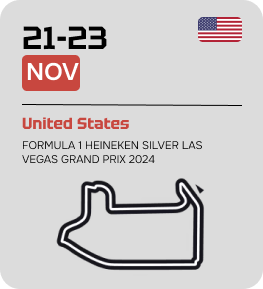 21-23
NOV
United States
FORMULA 1 HEINEKEN SILVER LAS
VEGAS GRAND PRIX 2024